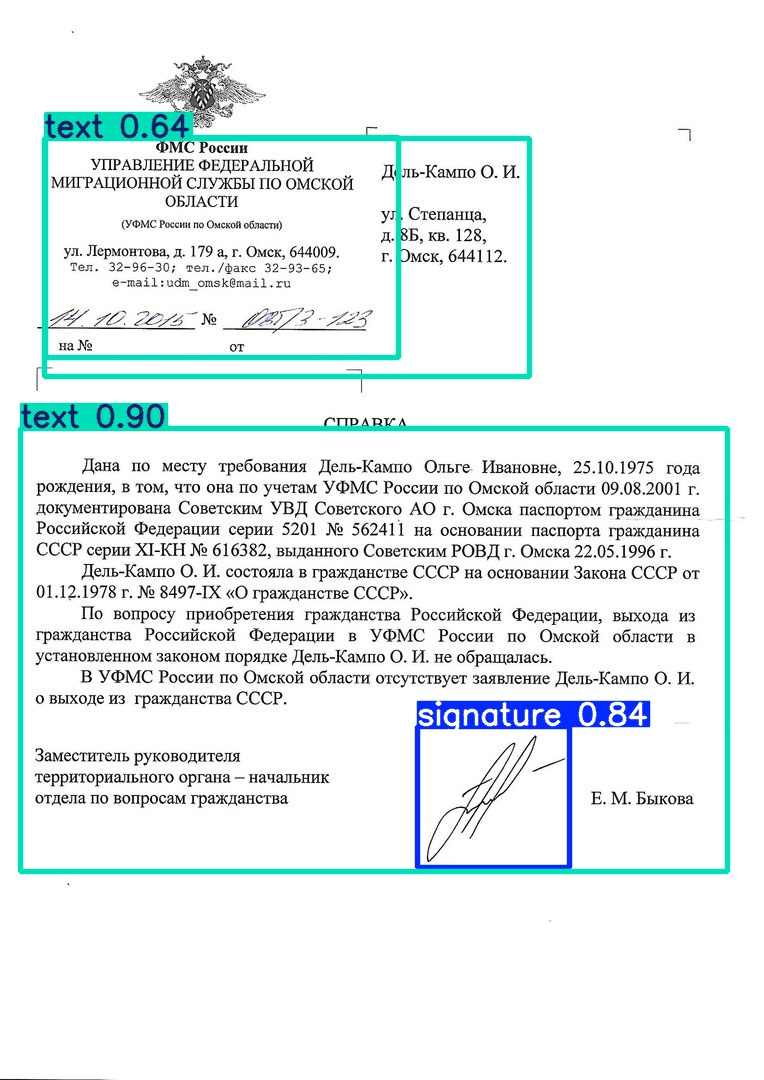 text 0.64
ФМС России
УПРАВЛЕНИЕ ФЕДЕРАЛЬНОЙ
МИГРАЦИОННОЙ СЛУЖБЫ ПО ОМСКОЙ
ОБЛАСТИ
(УФМС России по Омской области)
ул. Лермонтова, д. 179 а, г. Омск, 644009.
Тел. 32-96-30; тел./факс 32-93-65;
e-mail:udm_omsk@mail.ru
14.10.2015 №
на № от
Дель-Кампо О. И.
ул. Степанца,
д. 8Б, кв. 128,
г. Омск, 644112.
text 0.90
СПРАВКА
Дана по месту требования Дель-Кампо Ольге Ивановне, 25.10.1975 года
рождения, в том, что она по учетам УФМС России по Омской области 09.08.2001 г.
документирована Советским УВД Советского АО г. Омска паспортом гражданина
Российской Федерации серии 5201 № 562411 на основании паспорта гражданина
СССР серии XI-КН № 616382, выданного Советским РОВД г. Омска 22.05.1996 г.
Дель-Кампо О. И. состояла в гражданстве СССР на основании Закона СССР от
01.12.1978 г. № 8497-IX «О гражданстве СССР».
По вопросу приобретения гражданства Российской Федерации, выхода из
гражданства Российской Федерации в УФМС России по Омской области в
установленном законом порядке Дель-Кампо О. И. не обращалась.
В УФМС России по Омской области отсутствует заявление Дель-Кампо О. И.
о выходе из гражданства СССР.
signature 0.84
Заместитель руководителя
территориального органа – начальник
отдела по вопросам гражданства
Е. М. Быкова